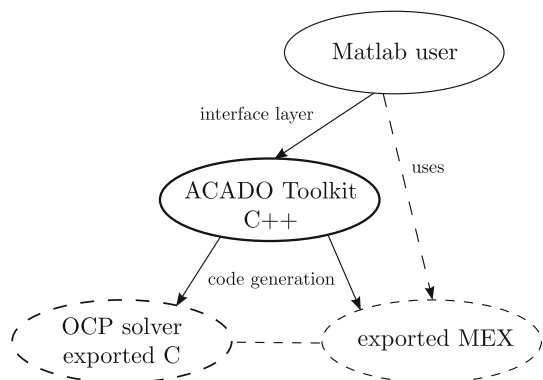 Matlab user
interface layer
uses
ACADO Toolkit
C++
code generation
OCP solver
exported C
exported MEX